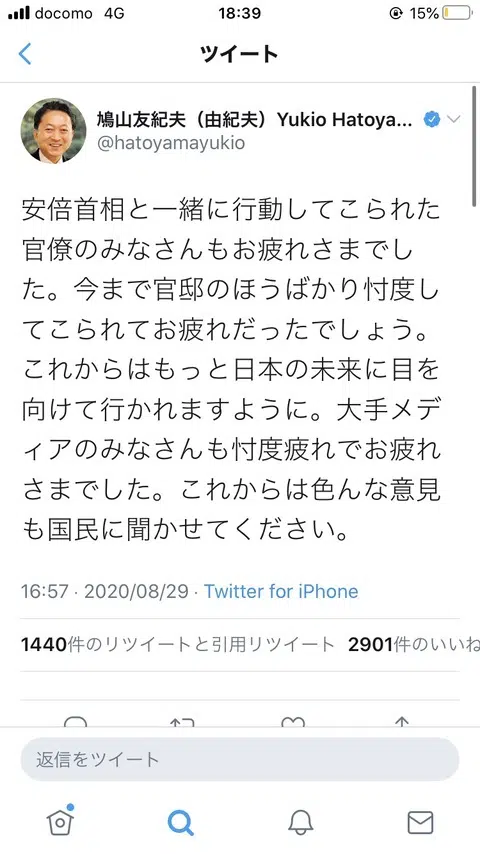 docomo 4G 18:39 15%
ツイート
鳩山友紀夫（由紀夫）Yukio Hatoya...
@hatoyamayukio
安倍首相と一緒に行動してこられた
官僚のみなさんもお疲れさまでし
た。今まで官邸のほうばかり忖度し
てこられてお疲れだったでしょう。
これからはもっと日本の未来に目を
向けて行かれますように。大手メデ
ィアのみなさんも忖度疲れでお疲れ
さまでした。これからは色んな意見
も国民に聞かせてください。
16:57 · 2020/08/29 · Twitter for iPhone
1440件のリツイートと引用リツイート 2901件のいいね
返信をツイート